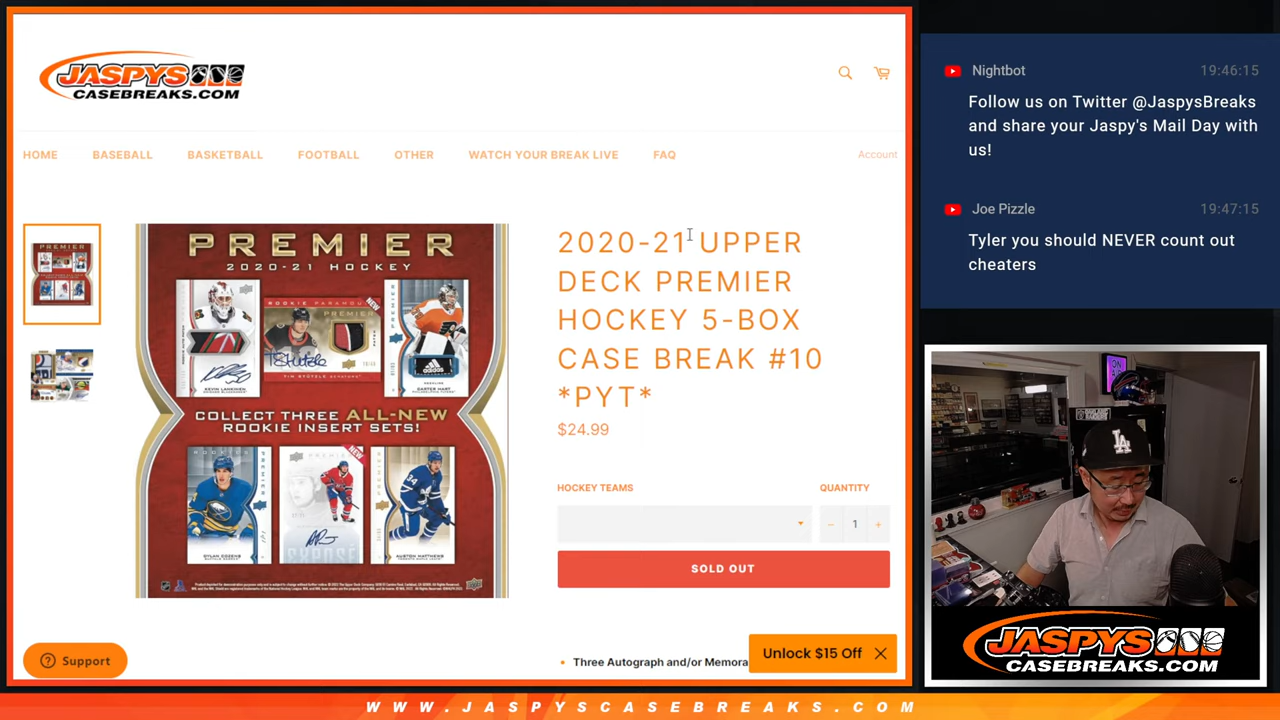 JASPYS
CASEBREAKS.COM
HOME BASEBALL BASKETBALL FOOTBALL OTHER WATCH YOUR BREAK LIVE FAQ Account
PREMIER
2020-21 HOCKEY
COLLECT THREE ALL-NEW
ROOKIE INSERT SETS!
2020-21 UPPER
DECK PREMIER
HOCKEY 5-BOX
CASE BREAK #10
*PYT*
$24.99
HOCKEY TEAMS QUANTITY
− 1 +
SOLD OUT
• Three Autograph and/or Memora
Unlock $15 Off
Support
Nightbot 19:46:15
Follow us on Twitter @JaspysBreaks
and share your Jaspy's Mail Day with
us!
Joe Pizzle 19:47:15
Tyler you should NEVER count out
cheaters
LA
JASPYS
CASEBREAKS.COM
WWW.JASPYSCASEBREAKS.COM